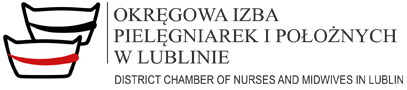 OKRĘGOWA IZBA
PIELĘGNIAREK I POŁOŻNYCH
W LUBLINIE
DISTRICT CHAMBER OF NURSES AND MIDWIVES IN LUBLIN